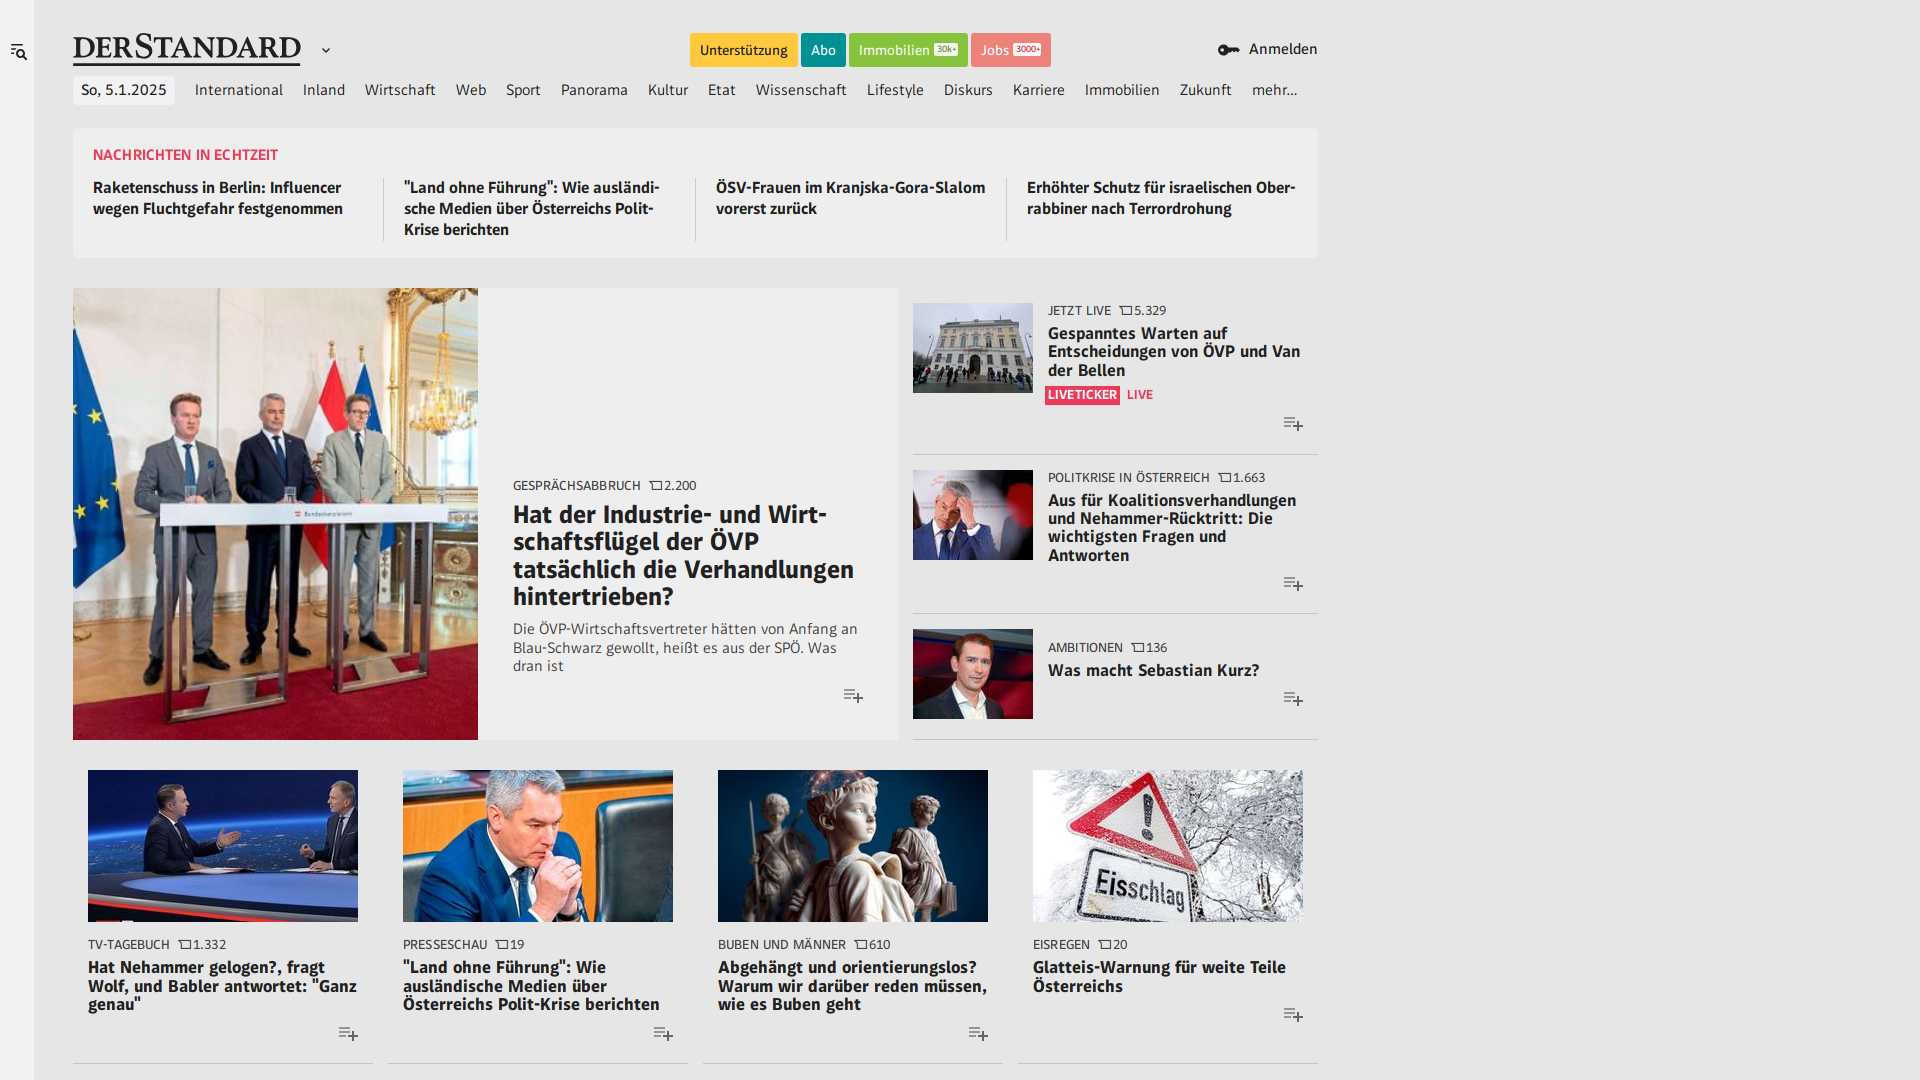 DERSTANDARD
Unterstützung
Abo
Immobilien 30k+
Jobs 3000+
Anmelden
So, 5.1.2025
International
Inland
Wirtschaft
Web
Sport
Panorama
Kultur
Etat
Wissenschaft
Lifestyle
Diskurs
Karriere
Immobilien
Zukunft
mehr...
NACHRICHTEN IN ECHTZEIT
Raketenschuss in Berlin: Influencer
wegen Fluchtgefahr festgenommen
"Land ohne Führung": Wie ausländi-
sche Medien über Österreichs Polit-
Krise berichten
ÖSV-Frauen im Kranjska-Gora-Slalom
vorerst zurück
Erhöhter Schutz für israelischen Ober-
rabbiner nach Terrordrohung
Bundeskanzleramt
GESPRÄCHSABBRUCH 2.200
Hat der Industrie- und Wirt-
schaftsflügel der ÖVP
tatsächlich die Verhandlungen
hintertrieben?
Die ÖVP-Wirtschaftsvertreter hätten von Anfang an
Blau-Schwarz gewollt, heißt es aus der SPÖ. Was
dran ist
JETZT LIVE 5.329
Gespanntes Warten auf
Entscheidungen von ÖVP und Van
der Bellen
LIVETICKER LIVE
POLITKRISE IN ÖSTERREICH 1.663
Aus für Koalitionsverhandlungen
und Nehammer-Rücktritt: Die
wichtigsten Fragen und
Antworten
AMBITIONEN 136
Was macht Sebastian Kurz?
TV-TAGEBUCH 1.332
Hat Nehammer gelogen?, fragt
Wolf, und Babler antwortet: "Ganz
genau"
PRESSESCHAU 19
"Land ohne Führung": Wie
ausländische Medien über
Österreichs Polit-Krise berichten
BUBEN UND MÄNNER 610
Abgehängt und orientierungslos?
Warum wir darüber reden müssen,
wie es Buben geht
Eisschlag
EISREGEN 20
Glatteis-Warnung für weite Teile
Österreichs